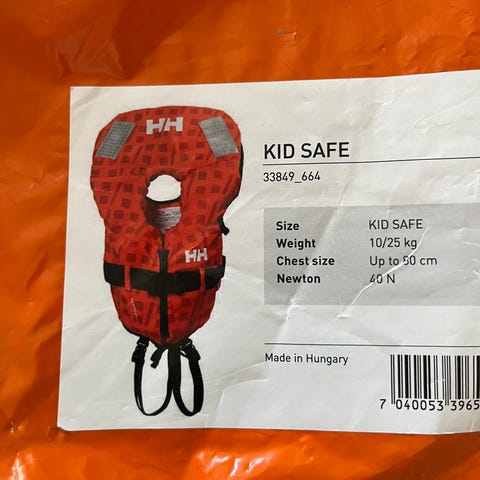 HH
HH
KID SAFE
33849_664
Size KID SAFE
Weight 10/25 kg
Chest size Up to 80 cm
Newton 40 N
Made in Hungary
7 040053 3965